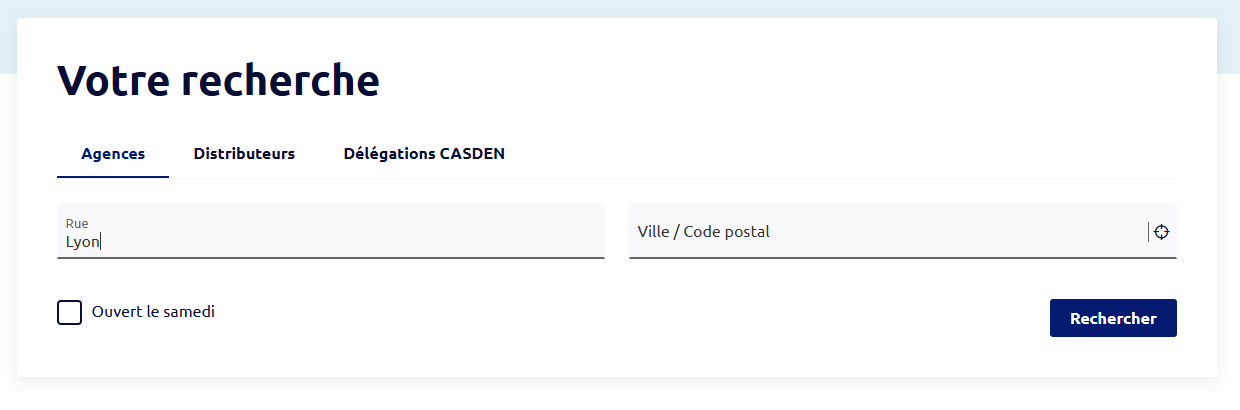 Votre recherche
Agences Distributeurs Délégations CASDEN
Rue
Lyon
Ville / Code postal
Ouvert le samedi
Rechercher